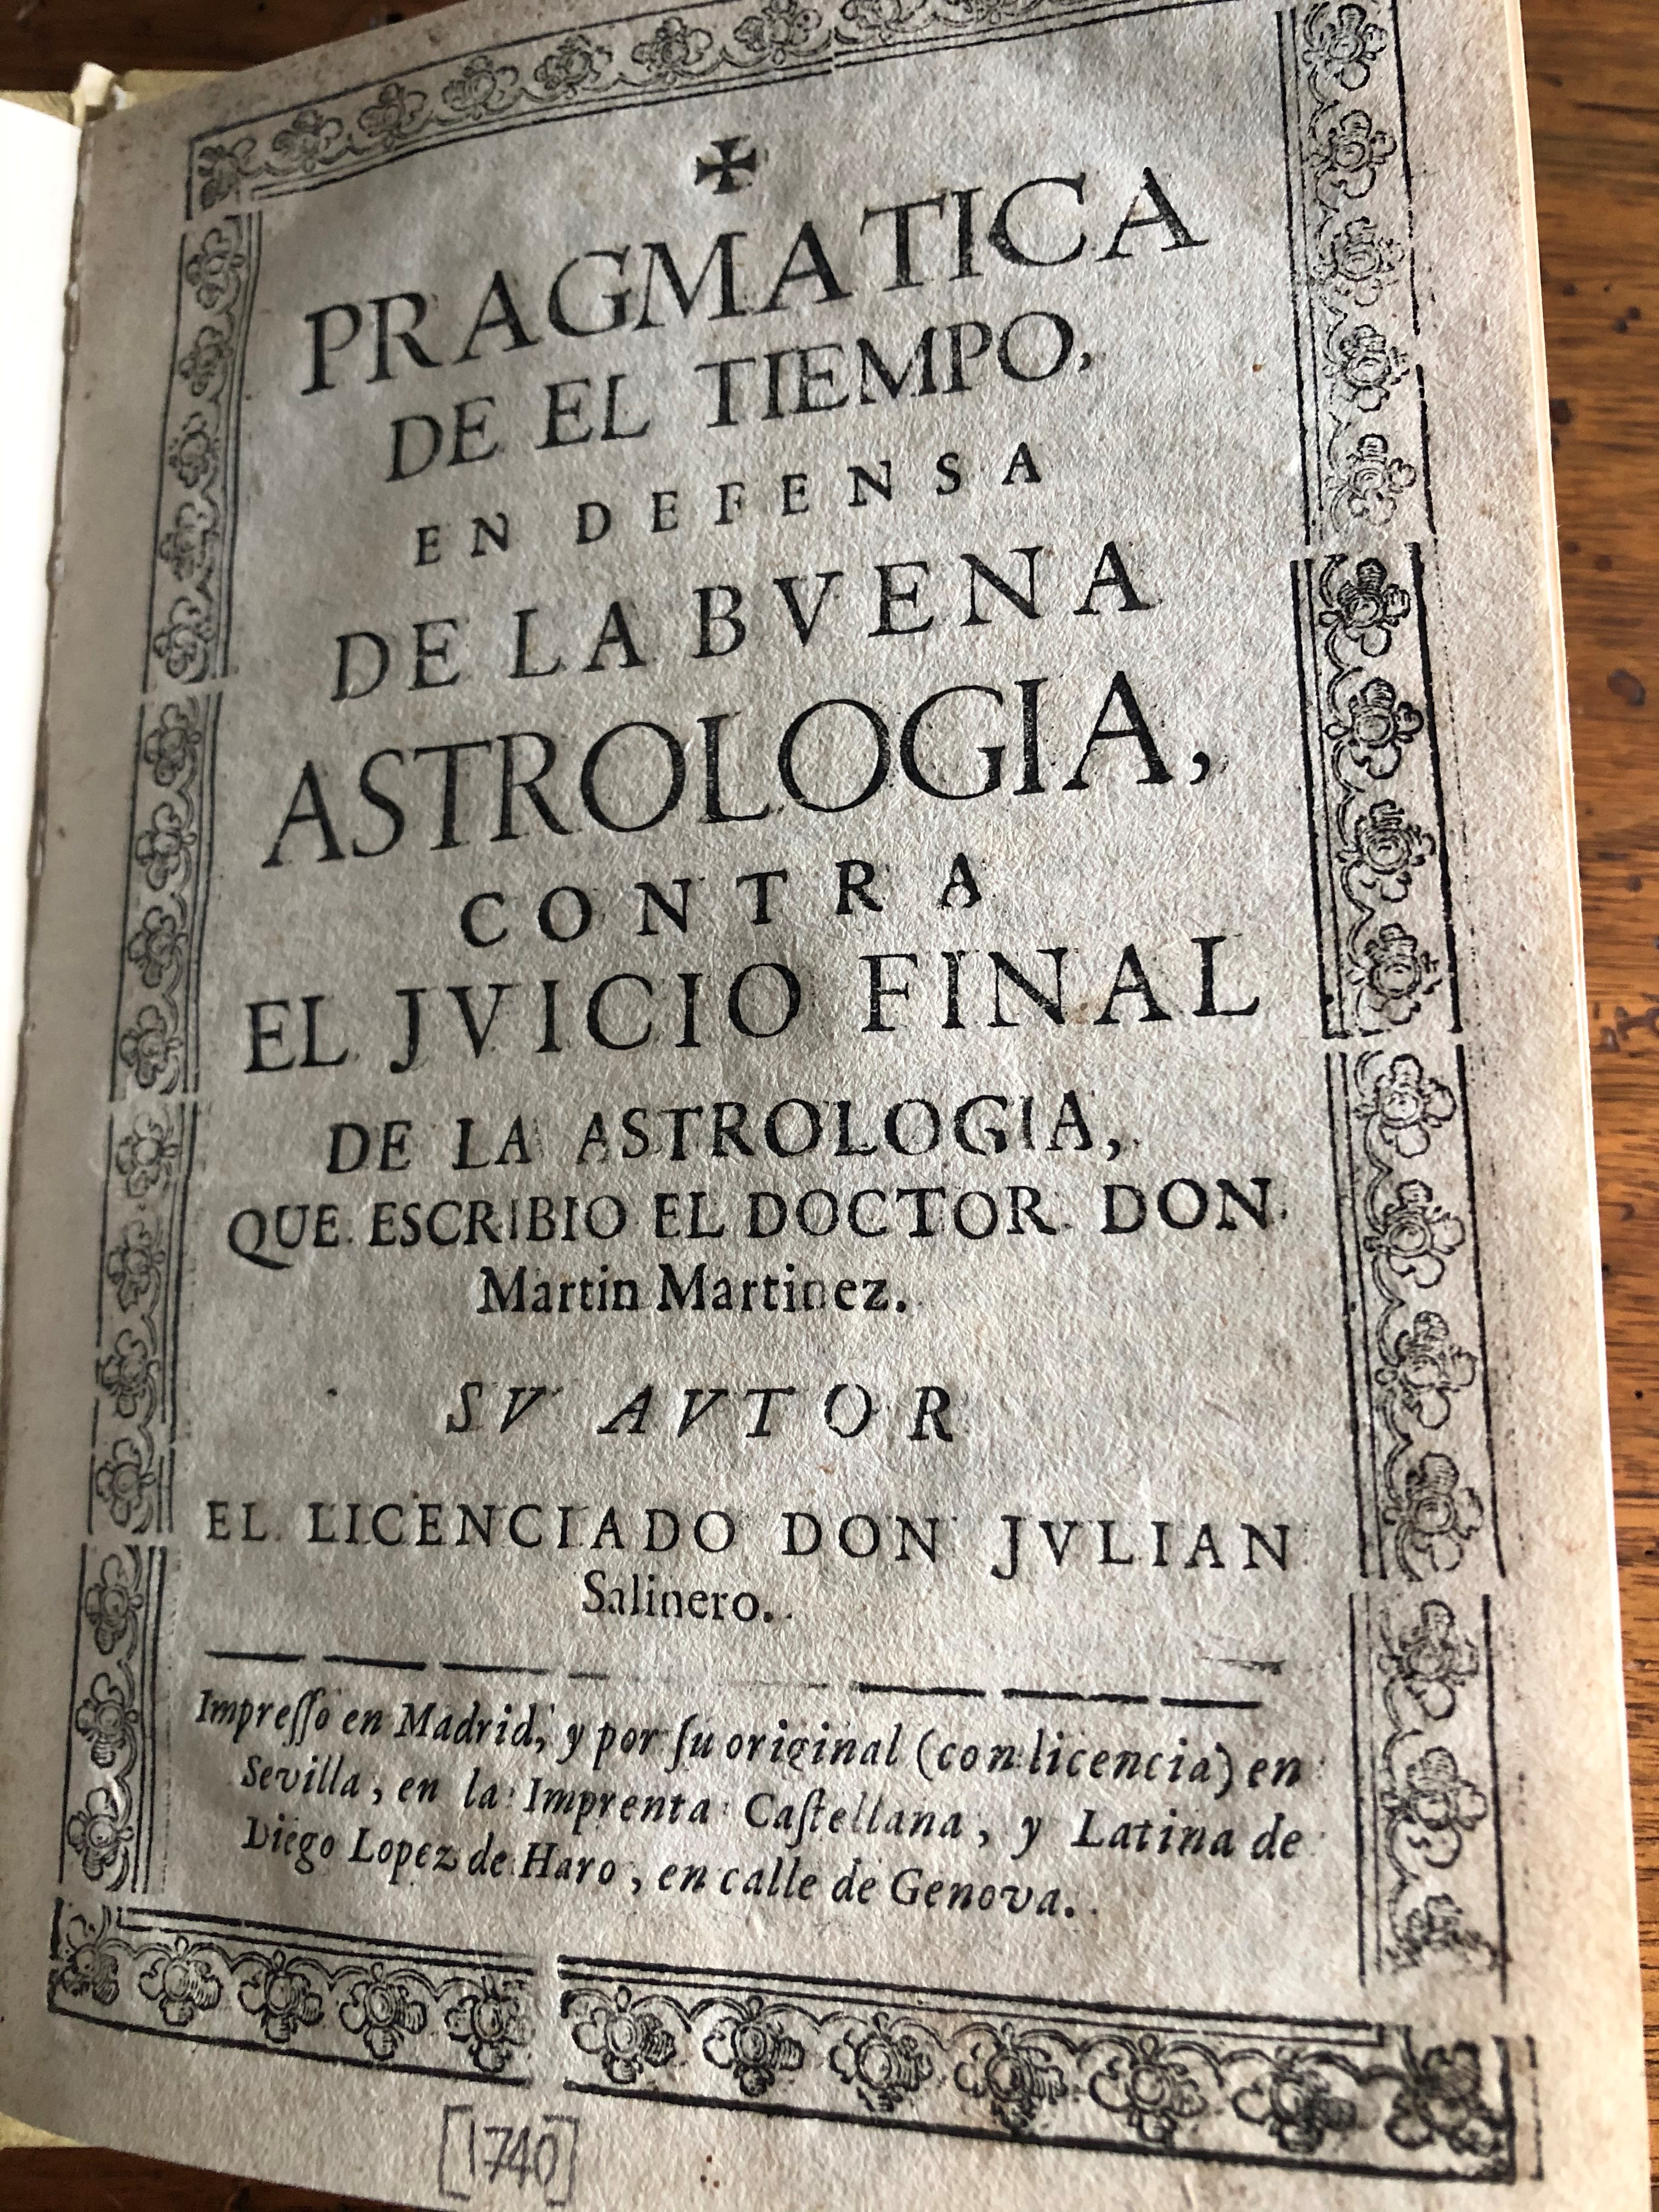 ✠
PRAGMATICA
DE EL TIEMPO,
EN DEFENSA
DE LA BVENA
ASTROLOGIA,
CONTRA
EL JVICIO FINAL
DE LA ASTROLOGIA,
QUE ESCRIBIO EL DOCTOR DON
Martin Martinez.
SV AVTOR
EL LICENCIADO DON JVLIAN
Salinero.
Impreſſo en Madrid, y por ſu original (con licencia) en
Sevilla, en la Imprenta Caſtellana, y Latina de
Diego Lopez de Haro, en calle de Genova.
[1740]